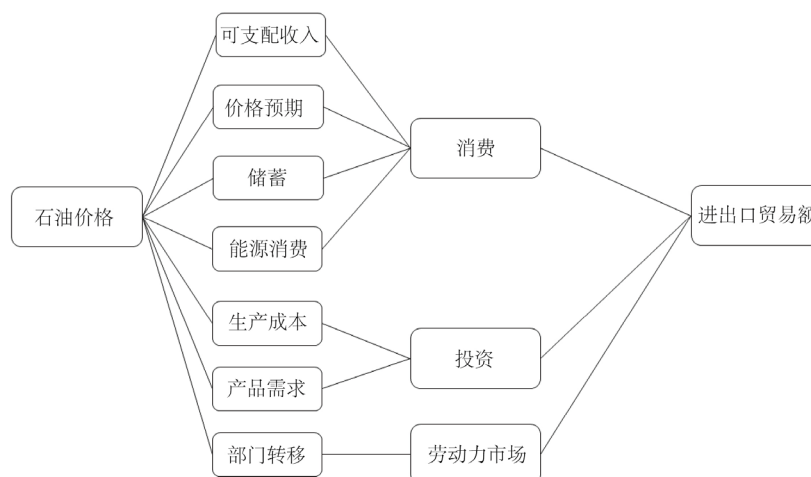 可支配收入
价格预期
储蓄
能源消费
生产成本
产品需求
部门转移
石油价格
消费
投资
劳动力市场
进出口贸易额